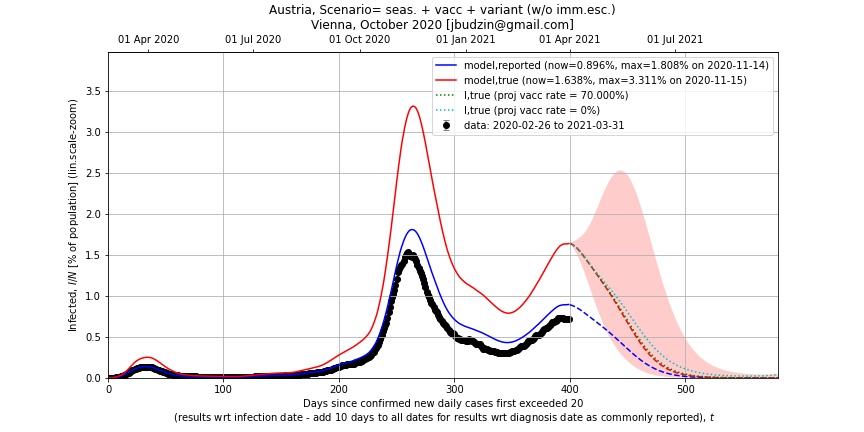 Austria, Scenario= seas. + vacc + variant (w/o imm.esc.)
Vienna, October 2020 [jbudzin@gmail.com]
01 Apr 2020 01 Jul 2020 01 Oct 2020 01 Jan 2021 01 Apr 2021 01 Jul 2021
model,reported (now=0.896%, max=1.808% on 2020-11-14)
model,true (now=1.638%, max=3.311% on 2020-11-15)
I,true (proj vacc rate = 70.000%)
I,true (proj vacc rate = 0%)
data: 2020-02-26 to 2021-03-31
Infected, I/N [% of population] (lin.scale-zoom)
3.5
3.0
2.5
2.0
1.5
1.0
0.5
0.0
0 100 200 300 400 500
Days since confirmed new daily cases first exceeded 20
(results wrt infection date - add 10 days to all dates for results wrt diagnosis date as commonly reported), t